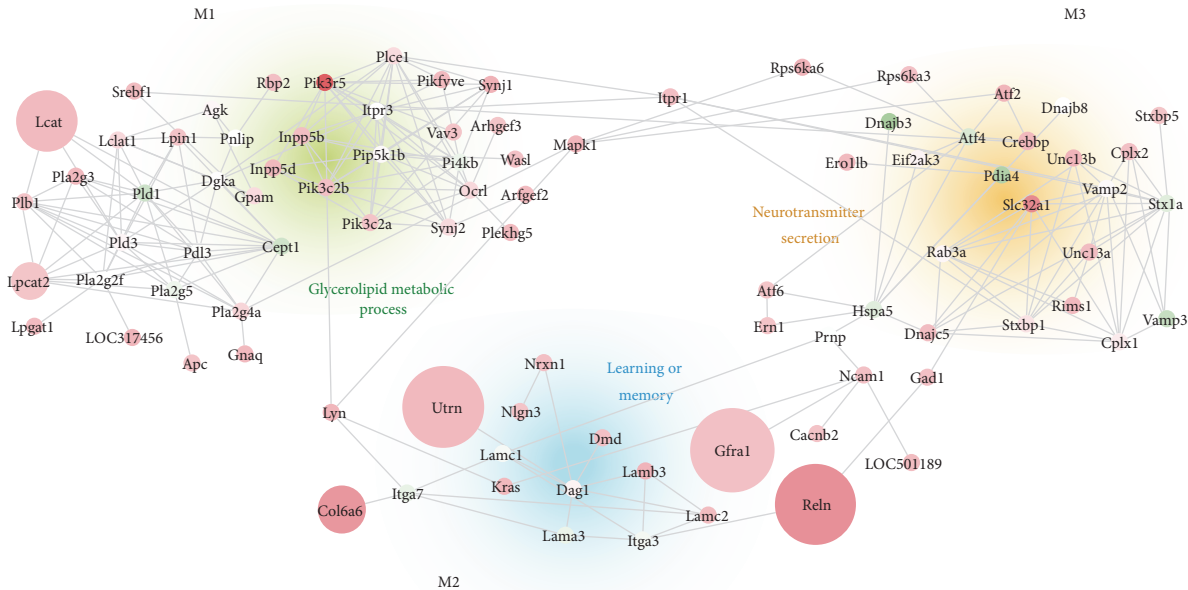 M1
M3
Plce1
Rps6ka6
Rps6ka3
Rbp2
Pik3r5
Pikfyve
Synj1
Srebf1
Itpr1
Atf2
Dnajb8
Agk
Itpr3
Stxbp5
Lcat
Dnajb3
Arhgef3
Vav3
Lclat1
Lpin1
Pnlip
Inpp5b
Mapk1
Atf4
Crebbp
Pip5k1b
Pi4kb
Wasl
Ero1lb
Eif2ak3
Unc13b
Cplx2
Pla2g3
Inpp5d
Dgka
Pdia4
Pld1
Gpam
Pik3c2b
Ocrl
Arfgef2
Vamp2
Plb1
Slc32a1
Stx1a
Neurotransmitter
secretion
Pik3c2a
Synj2
Plekhg5
Pld3
Pdl3
Cept1
Rab3a
Unc13a
Lpcat2
Pla2g2f
Pla2g5
Glycerolipid metabolic
process
Atf6
Pla2g4a
Hspa5
Rims1
Lpgat1
LOC317456
Ern1
Prnp
Dnajc5
Stxbp1
Vamp3
Cplx1
Apc
Gnaq
Nrxn1
Learning or
memory
Ncam1
Gad1
Lyn
Utrn
Nlgn3
Dmd
Cacnb2
Lamc1
Gfra1
LOC501189
Lamb3
Kras
Dag1
Itga7
Col6a6
Reln
Lamc2
Lama3
Itga3
M2